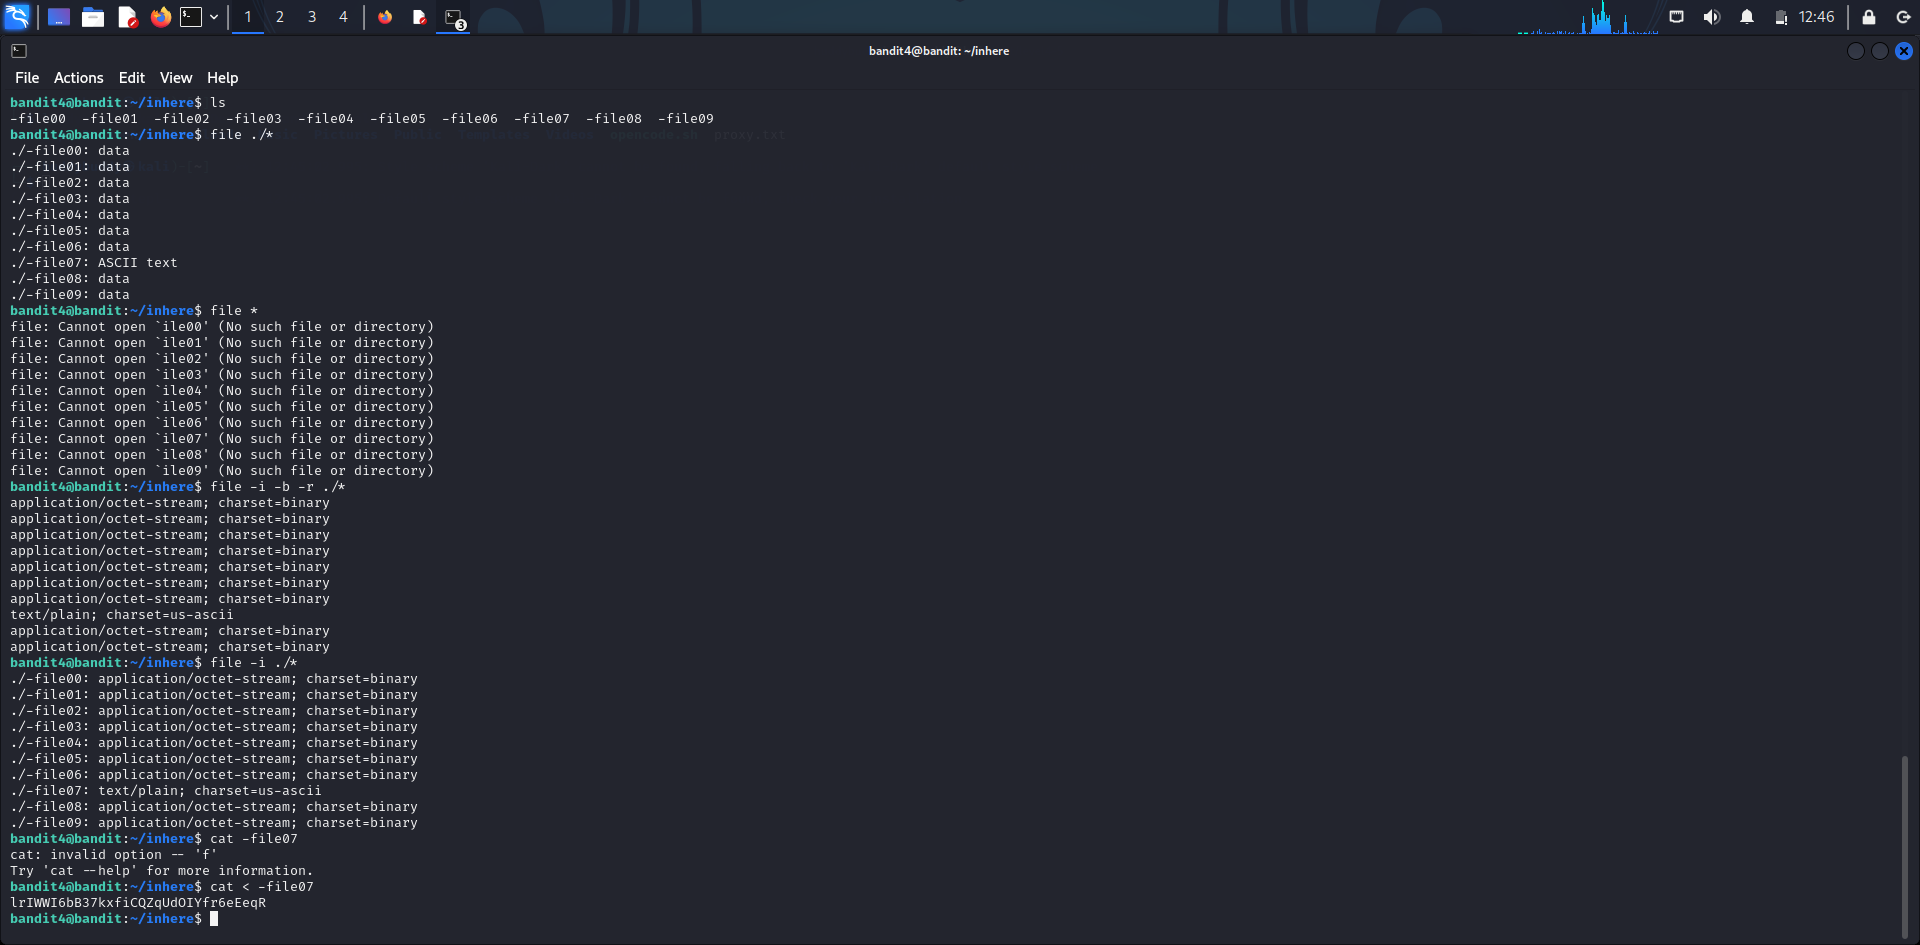 1 2 3 4 3 12:46
bandit4@bandit: ~/inhere
File Actions Edit View Help
bandit4@bandit:~/inhere$ ls
-file00 -file01 -file02 -file03 -file04 -file05 -file06 -file07 -file08 -file09
bandit4@bandit:~/inhere$ file ./*
./-file00: data
./-file01: data
./-file02: data
./-file03: data
./-file04: data
./-file05: data
./-file06: data
./-file07: ASCII text
./-file08: data
./-file09: data
bandit4@bandit:~/inhere$ file *
file: Cannot open `ile00' (No such file or directory)
file: Cannot open `ile01' (No such file or directory)
file: Cannot open `ile02' (No such file or directory)
file: Cannot open `ile03' (No such file or directory)
file: Cannot open `ile04' (No such file or directory)
file: Cannot open `ile05' (No such file or directory)
file: Cannot open `ile06' (No such file or directory)
file: Cannot open `ile07' (No such file or directory)
file: Cannot open `ile08' (No such file or directory)
file: Cannot open `ile09' (No such file or directory)
bandit4@bandit:~/inhere$ file -i -b -r ./*
application/octet-stream; charset=binary
application/octet-stream; charset=binary
application/octet-stream; charset=binary
application/octet-stream; charset=binary
application/octet-stream; charset=binary
application/octet-stream; charset=binary
application/octet-stream; charset=binary
text/plain; charset=us-ascii
application/octet-stream; charset=binary
application/octet-stream; charset=binary
bandit4@bandit:~/inhere$ file -i ./*
./-file00: application/octet-stream; charset=binary
./-file01: application/octet-stream; charset=binary
./-file02: application/octet-stream; charset=binary
./-file03: application/octet-stream; charset=binary
./-file04: application/octet-stream; charset=binary
./-file05: application/octet-stream; charset=binary
./-file06: application/octet-stream; charset=binary
./-file07: text/plain; charset=us-ascii
./-file08: application/octet-stream; charset=binary
./-file09: application/octet-stream; charset=binary
bandit4@bandit:~/inhere$ cat -file07
cat: invalid option -- 'f'
Try 'cat --help' for more information.
bandit4@bandit:~/inhere$ cat < -file07
lrIWWI6bB37kxfiCQZqUdOIYfr6eEeqR
bandit4@bandit:~/inhere$